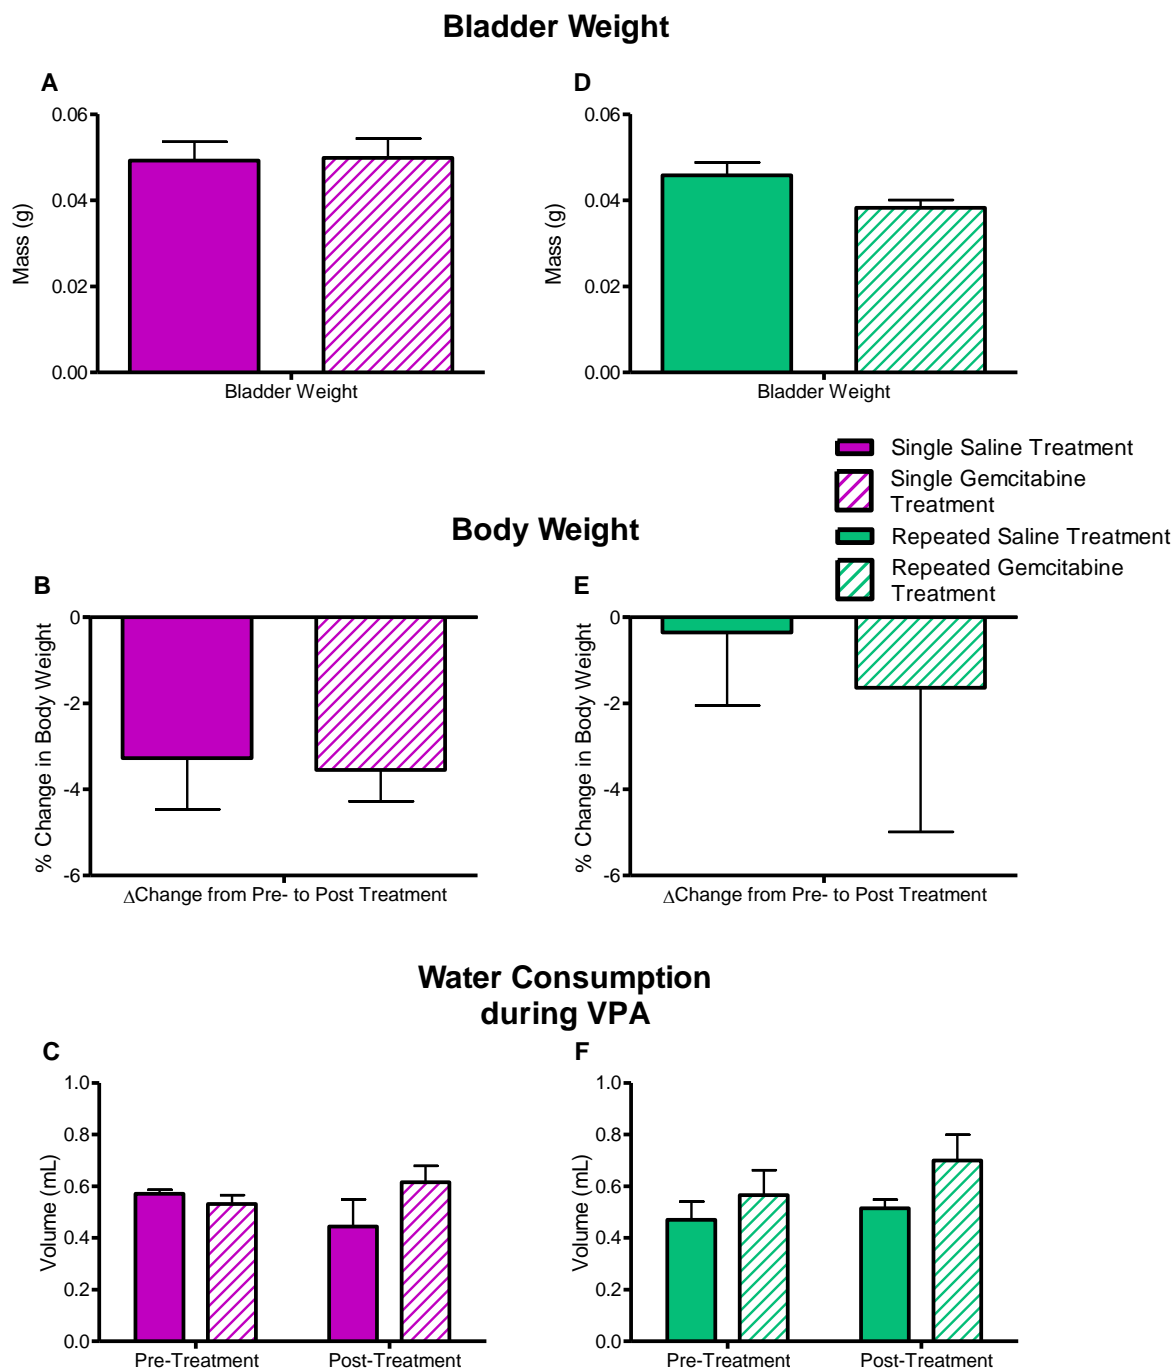 Bladder Weight
A
0.06
0.04
0.02
0.00
Mass (g)
Bladder Weight
D
0.06
0.04
0.02
0.00
Mass (g)
Bladder Weight
Single Saline Treatment
Single Gemcitabine
Treatment
Repeated Saline Treatment
Repeated Gemcitabine
Treatment
Body Weight
B
0
-2
-4
-6
% Change in Body Weight
ΔChange from Pre- to Post Treatment
E
0
-2
-4
-6
% Change in Body Weight
ΔChange from Pre- to Post Treatment
Water Consumption
during VPA
C
1.0
0.8
0.6
0.4
0.2
0.0
Volume (mL)
Pre-Treatment
Post-Treatment
F
1.0
0.8
0.6
0.4
0.2
0.0
Volume (mL)
Pre-Treatment
Post-Treatment